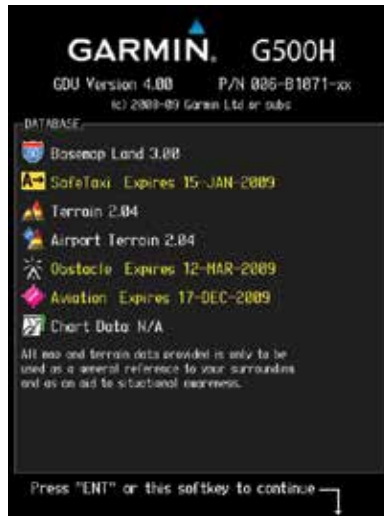 GARMIN. G500H
GDU Version 4.00 P/N 006-B1071-xx
(c) 2008-09 Garmin Ltd or subs
DATABASE
Basemap Land 3.00
A SafeTaxi Expires 15-JAN-2009
Terrain 2.04
Airport Terrain 2.04
Obstacle Expires 12-MAR-2009
Aviation Expires 17-DEC-2009
Chart Data N/A
All map and terrain data provided is only to be
used as a general reference to your surrounding
and as an aid to situational awareness.
Press "ENT" or this softkey to continue